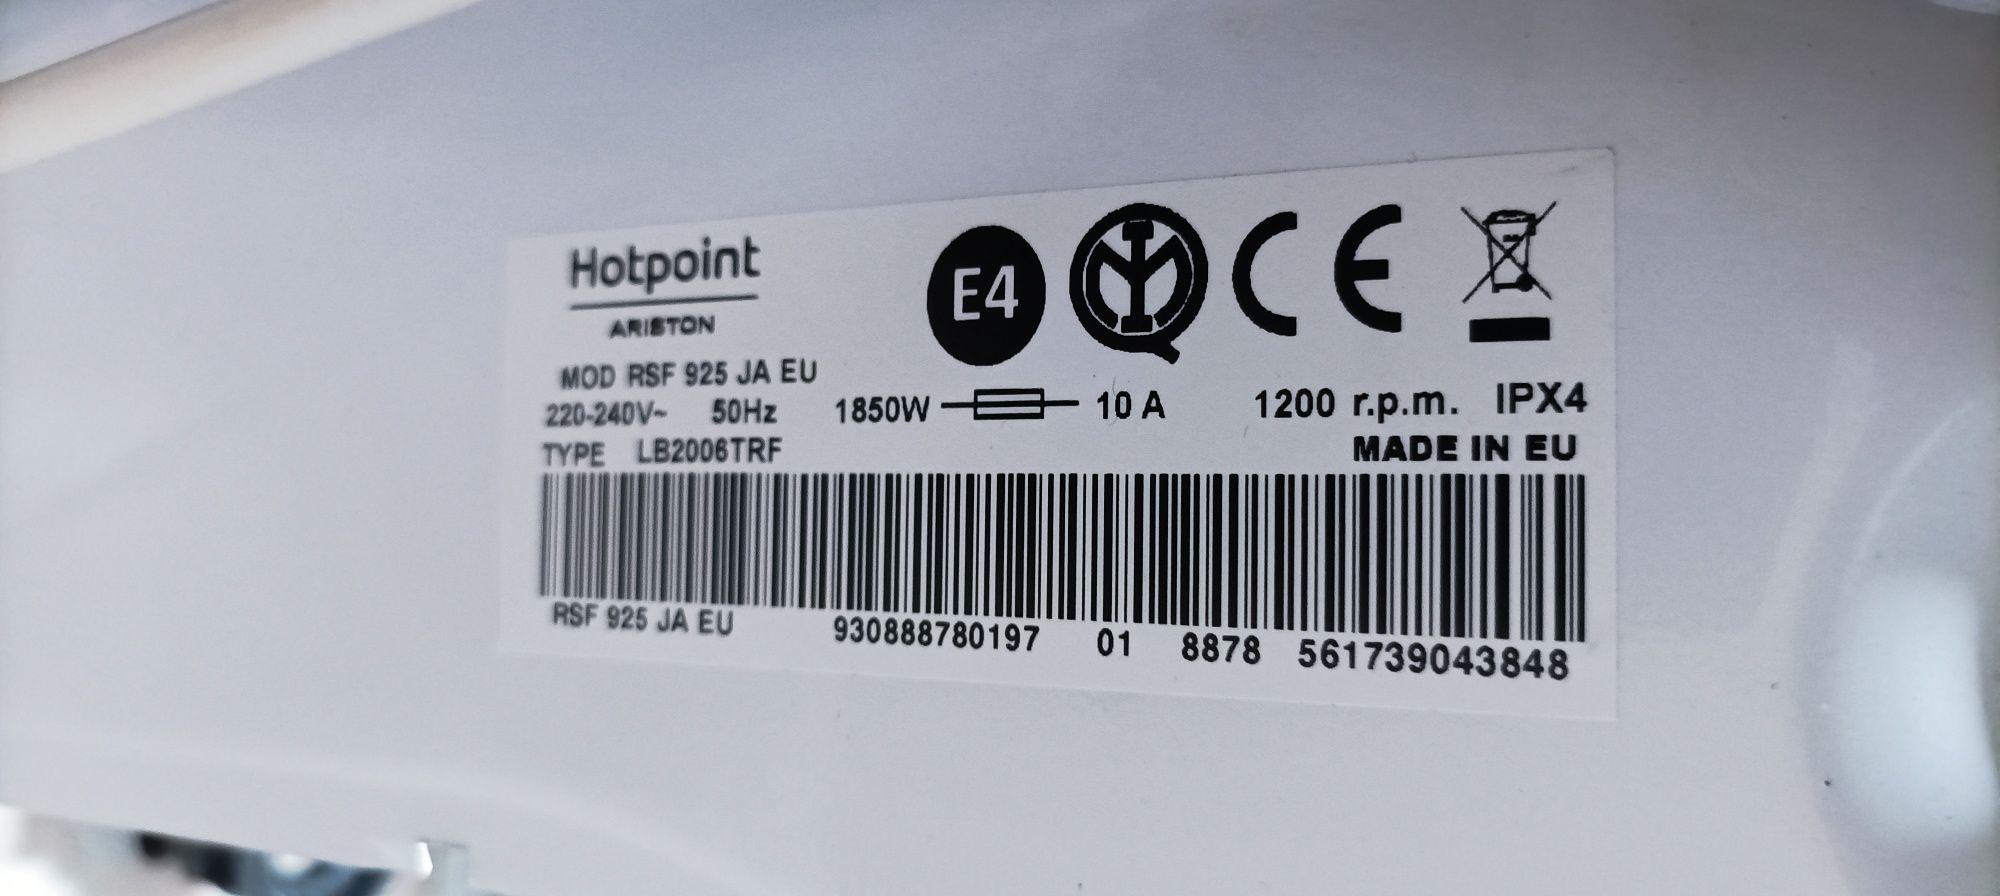 Hotpoint
ARISTON
E4
CE
MOD RSF 925 JA EU
220-240V~ 50Hz 1850W 10 A 1200 r.p.m. IPX4
TYPE LB2006TRF MADE IN EU
RSF 925 JA EU 930888780197 01 8878 561739043848